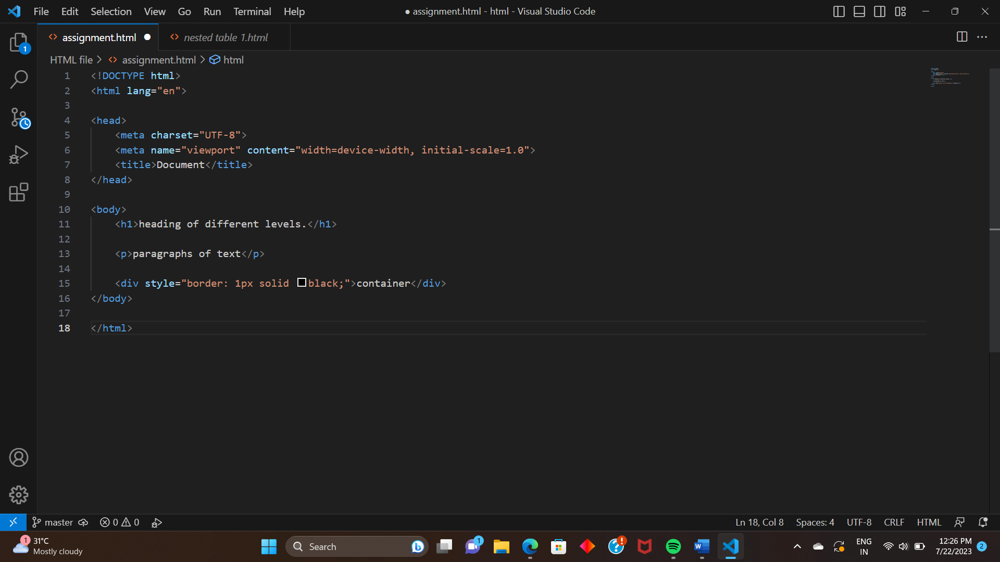 File Edit Selection View Go Run Terminal Help
● assignment.html - html - Visual Studio Code
assignment.html ●
nested table 1.html
1
HTML file > assignment.html > html
1 <!DOCTYPE html>
2 <html lang="en">
3
4 <head>
5 <meta charset="UTF-8">
6 <meta name="viewport" content="width=device-width, initial-scale=1.0">
7 <title>Document</title>
8 </head>
9
10 <body>
11 <h1>heading of different levels.</h1>
12
13 <p>paragraphs of text</p>
14
15 <div style="border: 1px solid black;">container</div>
16 </body>
17
18 </html>
master 0 0
Ln 18, Col 8 Spaces: 4 UTF-8 CRLF HTML
1 31°C
Mostly cloudy
Search
1
ENG
IN
12:26 PM
7/22/2023
2